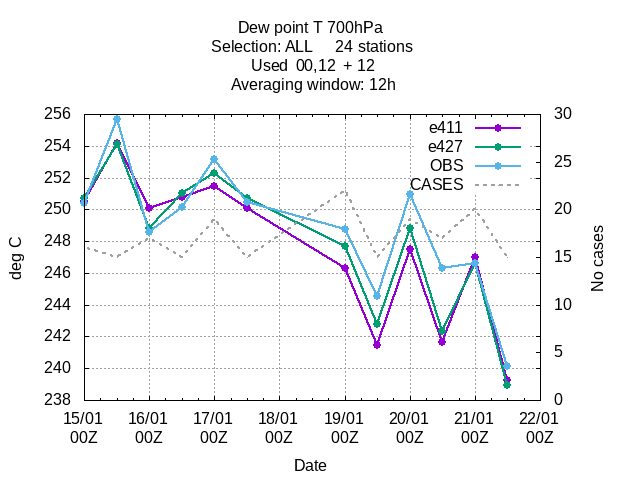 Dew point T 700hPa
Selection: ALL     24 stations
Used  00,12  + 12
Averaging window: 12h
256
254
252
250
248
246
244
242
240
238
30
25
20
15
10
5
0
e411
e427
OBS
CASES
deg C
No cases
15/01 16/01 17/01 18/01 19/01 20/01 21/01 22/01
00Z 00Z 00Z 00Z 00Z 00Z 00Z 00Z
Date